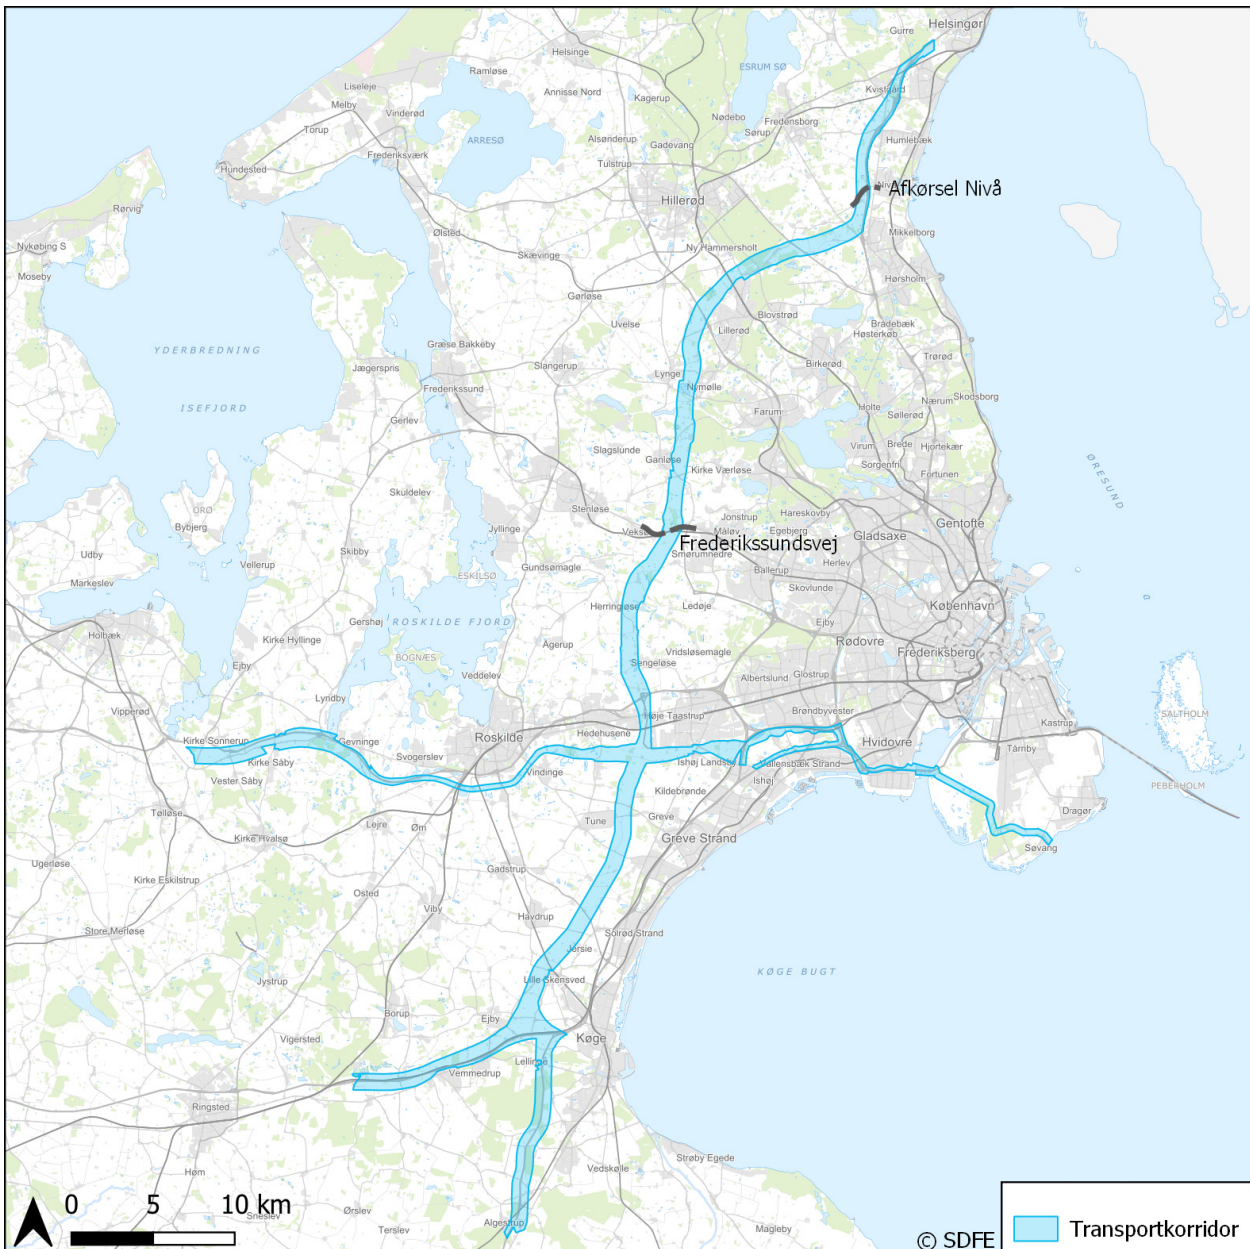 Helsingør
Gurre
Helsinge
Ramløse
ESRUM SØ
Liseleje
Melby
Vinderød
Annisse Nord
Kagerup
Kvistgård
Torup
ARRESØ
Nødebo
Fredensborg
Sørup
Alsønderup
Gadevang
Humlebæk
Hundested
Frederiksværk
Tulstrup
Afkørsel Nivå
Rørvig
Hillerød
Nykøbing S
Ølsted
Mikkelborg
Moseby
Skævinge
Ny Hammersholt
Hørsholm
Gørløse
Blovstrød
Uvelse
Lillerød
Brådebæk
Høsterkøb
YDERBREDNING
Græse Bakkeby
Trørød
Jægerspris
Slangerup
Birkerød
Lynge
Frederikssund
Nymølle
Nærum
Skodsborg
ISEFJORD
Farum
Holte
Søllerød
Gerlev
Virum
Brede
Hjortekær
Slagslunde
Ganløse
Kirke Værløse
Sorgenfri
Fortunen
ØRESUND
Skuldelev
ORØ
Stenløse
Hareskovby
Bybjerg
Jyllinge
Jonstrup
Gentofte
Veksø
Måløv
Egebjerg
Gladsaxe
Frederikssundsvej
Udby
Skibby
Smørumnedre
Herlev
Vellerup
Gundsømagle
Ballerup
Markeslev
ESKILSØ
Skovlunde
Herringløse
Ledøje
København
Gershøj
ROSKILDE FJORD
Ejby
Holbæk
Kirke Hyllinge
Ågerup
Rødovre
Vridsløsemagle
Frederiksberg
Ejby
BOGNÆS
Sengeløse
Veddelev
Albertslund
Glostrup
Lyndby
Vipperød
Høje Taastrup
Brøndbyvester
SALTHOLM
Kastrup
Kirke Sonnerup
Gevninge
Roskilde
Hedehusene
Hvidovre
Tårnby
Svogerslev
Kirke Såby
Ishøj Landsby
Vallensbæk Strand
Vester Såby
Vindinge
Ishøj
PEBERHOLM
Kildebrønde
Tølløse
Greve
Dragør
Lejre
Øm
Tune
Kirke Hvalsø
Greve Strand
Søvang
Ugerløse
Gadstrup
Kirke Eskilstrup
Osted
Viby
Havdrup
Store Merløse
Solrød Strand
Jersie
KØGE BUGT
Jystrup
Lille Skensved
Borup
Ejby
Vigersted
Køge
Lellinge
Vemmedrup
Ringsted
Strøby Egede
Høm
Vedskølle
0 5 10 km
Sneslev
Ørslev
Terslev
Algestrup
Magleby
© SDFE
Transportkorridor